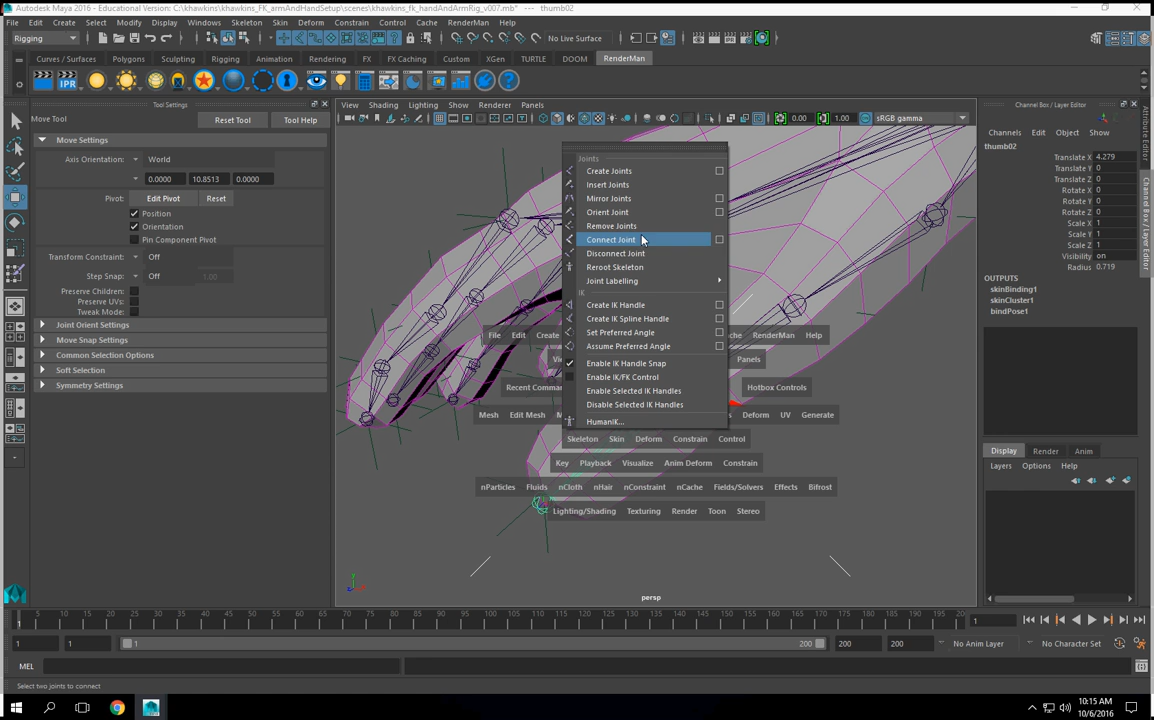 Autodesk Maya 2016 - Educational Version: C:\khawkins\khawkins_FK_armAndHandSetup\scenes\khawkins_fk_handAndArmRig_v007.mb* --- thumb02
File Edit Create Select Modify Display Windows Skeleton Skin Deform Constrain Control Cache RenderMan Help
Rigging No Live Surface
Curves / Surfaces Polygons Sculpting Rigging Animation Rendering FX FX Caching Custom XGen TURTLE DOOM RenderMan
IPR
Tool Settings
Move Tool Reset Tool Tool Help
Move Settings
Axis Orientation: World
0.0000 10.8513 0.0000
Pivot: Edit Pivot Reset
Position
Orientation
Pin Component Pivot
Transform Constraint: Off
Step Snap: Off 1.00
Preserve Children:
Preserve UVs:
Tweak Mode:
Joint Orient Settings
Move Snap Settings
Common Selection Options
Soft Selection
Symmetry Settings
View Shading Lighting Show Renderer Panels
0.00 1.00 sRGB gamma
Joints
Create Joints
Insert Joints
Mirror Joints
Orient Joint
Remove Joints
Connect Joint
Disconnect Joint
Reroot Skeleton
Joint Labelling
IK
Create IK Handle
Create IK Spline Handle
Set Preferred Angle
Assume Preferred Angle
Enable IK Handle Snap
Enable IK/FK Control
Enable Selected IK Handles
Disable Selected IK Handles
HumanIK...
File Edit Create RenderMan Help
Panels
Recent Comma Hotbox Controls
Mesh Edit Mesh Deform UV Generate
Skeleton Skin Deform Constrain Control
Key Playback Visualize Anim Deform Constrain
nParticles Fluids nCloth nHair nConstraint nCache Fields/Solvers Effects Bifrost
Lighting/Shading Texturing Render Toon Stereo
persp
Channel Box / Layer Editor
Channels Edit Object Show
thumb02
Translate X 4.279
Translate Y 0
Translate Z 0
Rotate X 0
Rotate Y 0
Rotate Z 0
Scale X 1
Scale Y 1
Scale Z 1
Visibility on
Radius 0.719
OUTPUTS
skinBinding1
skinCluster1
bindPose1
Display Render Anim
Layers Options Help
Attribute Editor
Channel Box / Layer Editor
1 5 10 15 20 25 30 35 40 45 50 55 60 65 70 75 80 85 90 95 100 105 110 115 120 125 130 135 140 145 150 155 160 165 170 175 180 185 190 195 200 1
1 1 1 200 200 200 No Anim Layer No Character Set
MEL
Select two joints to connect
10:15 AM
10/6/2016